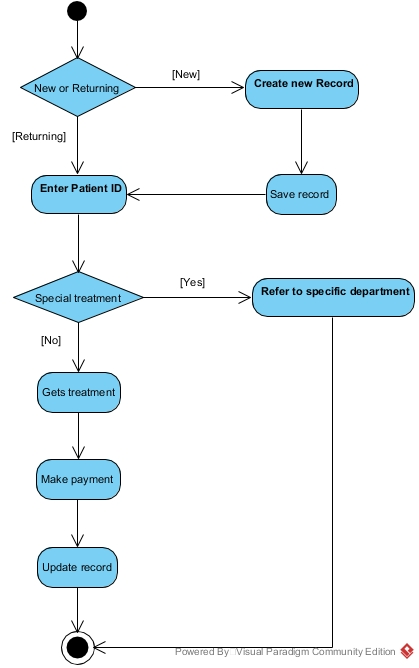 New or Returning
[New]
Create new Record
[Returning]
Enter Patient ID
Save record
Special treatment
[Yes]
Refer to specific department
[No]
Gets treatment
Make payment
Update record
Powered By Visual Paradigm Community Edition